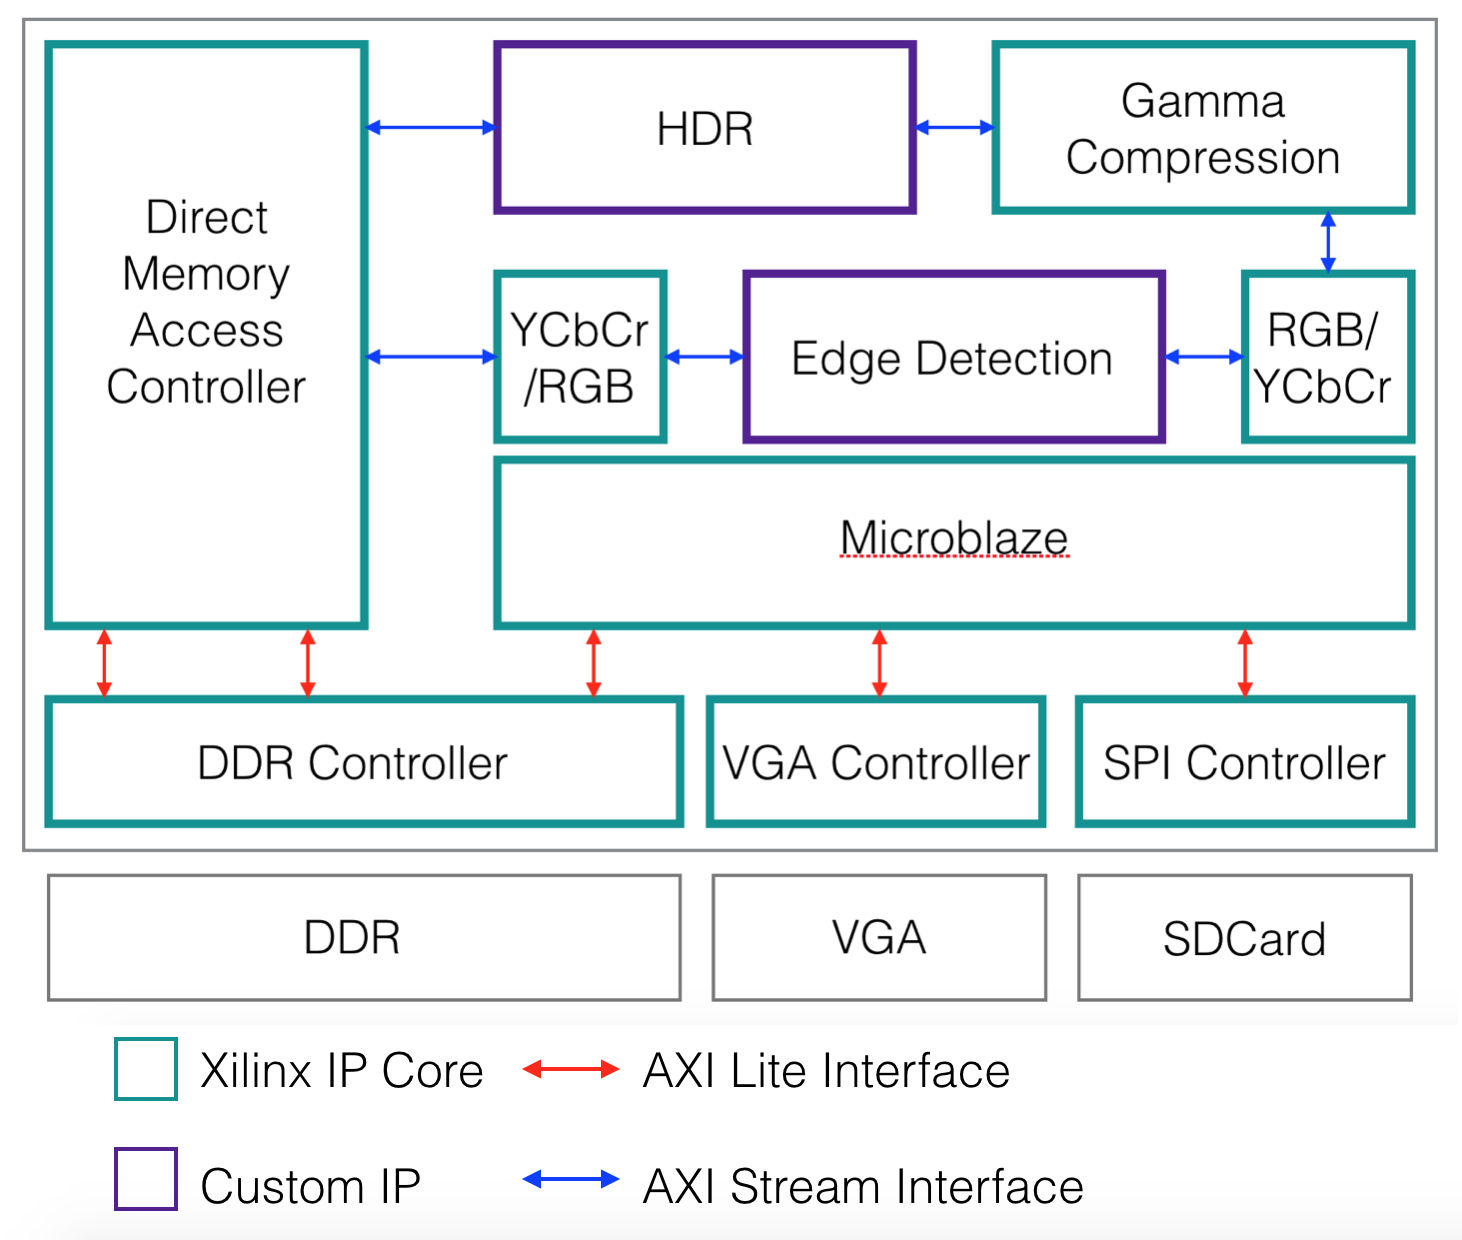 Direct
Memory
Access
Controller
HDR
Gamma
Compression
YCbCr
/RGB
Edge Detection
RGB/
YCbCr
Microblaze
DDR Controller
VGA Controller
SPI Controller
DDR
VGA
SDCard
Xilinx IP Core
AXI Lite Interface
Custom IP
AXI Stream Interface